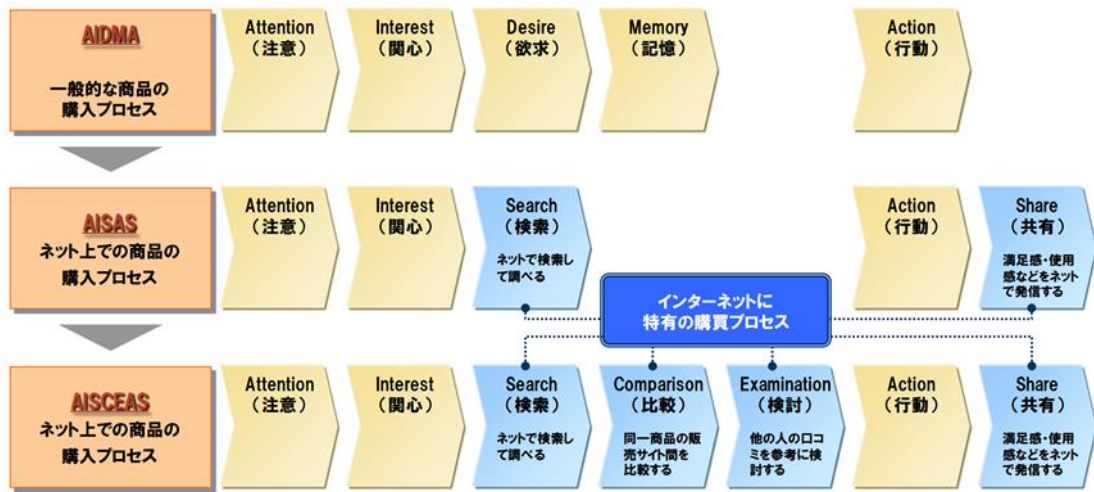 AIDMA
一般的な商品の
購入プロセス
Attention
（注意）
Interest
（関心）
Desire
（欲求）
Memory
（記憶）
Action
（行動）
AISAS
ネット上での商品の
購入プロセス
Attention
（注意）
Interest
（関心）
Search
（検索）
ネットで検索し
て調べる
Action
（行動）
Share
（共有）
満足感・使用
感などをネット
で発信する
インターネットに
特有の購買プロセス
AISCEAS
ネット上での商品の
購入プロセス
Attention
（注意）
Interest
（関心）
Search
（検索）
ネットで検索し
て調べる
Comparison
（比較）
同一商品の販
売サイト間を
比較する
Examination
（検討）
他の人の口コ
ミを参考に検
討する
Action
（行動）
Share
（共有）
満足感・使用
感などをネット
で発信する